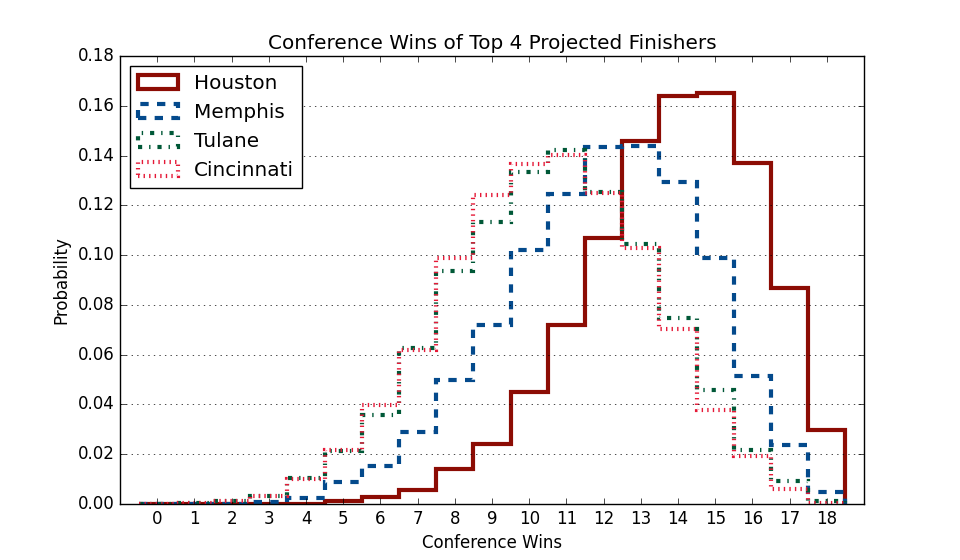 Conference Wins of Top 4 Projected Finishers
Houston
Memphis
Tulane
Cincinnati
0.18
0.16
0.14
0.12
0.10
0.08
0.06
0.04
0.02
0.00
Probability
0 1 2 3 4 5 6 7 8 9 10 11 12 13 14 15 16 17 18
Conference Wins